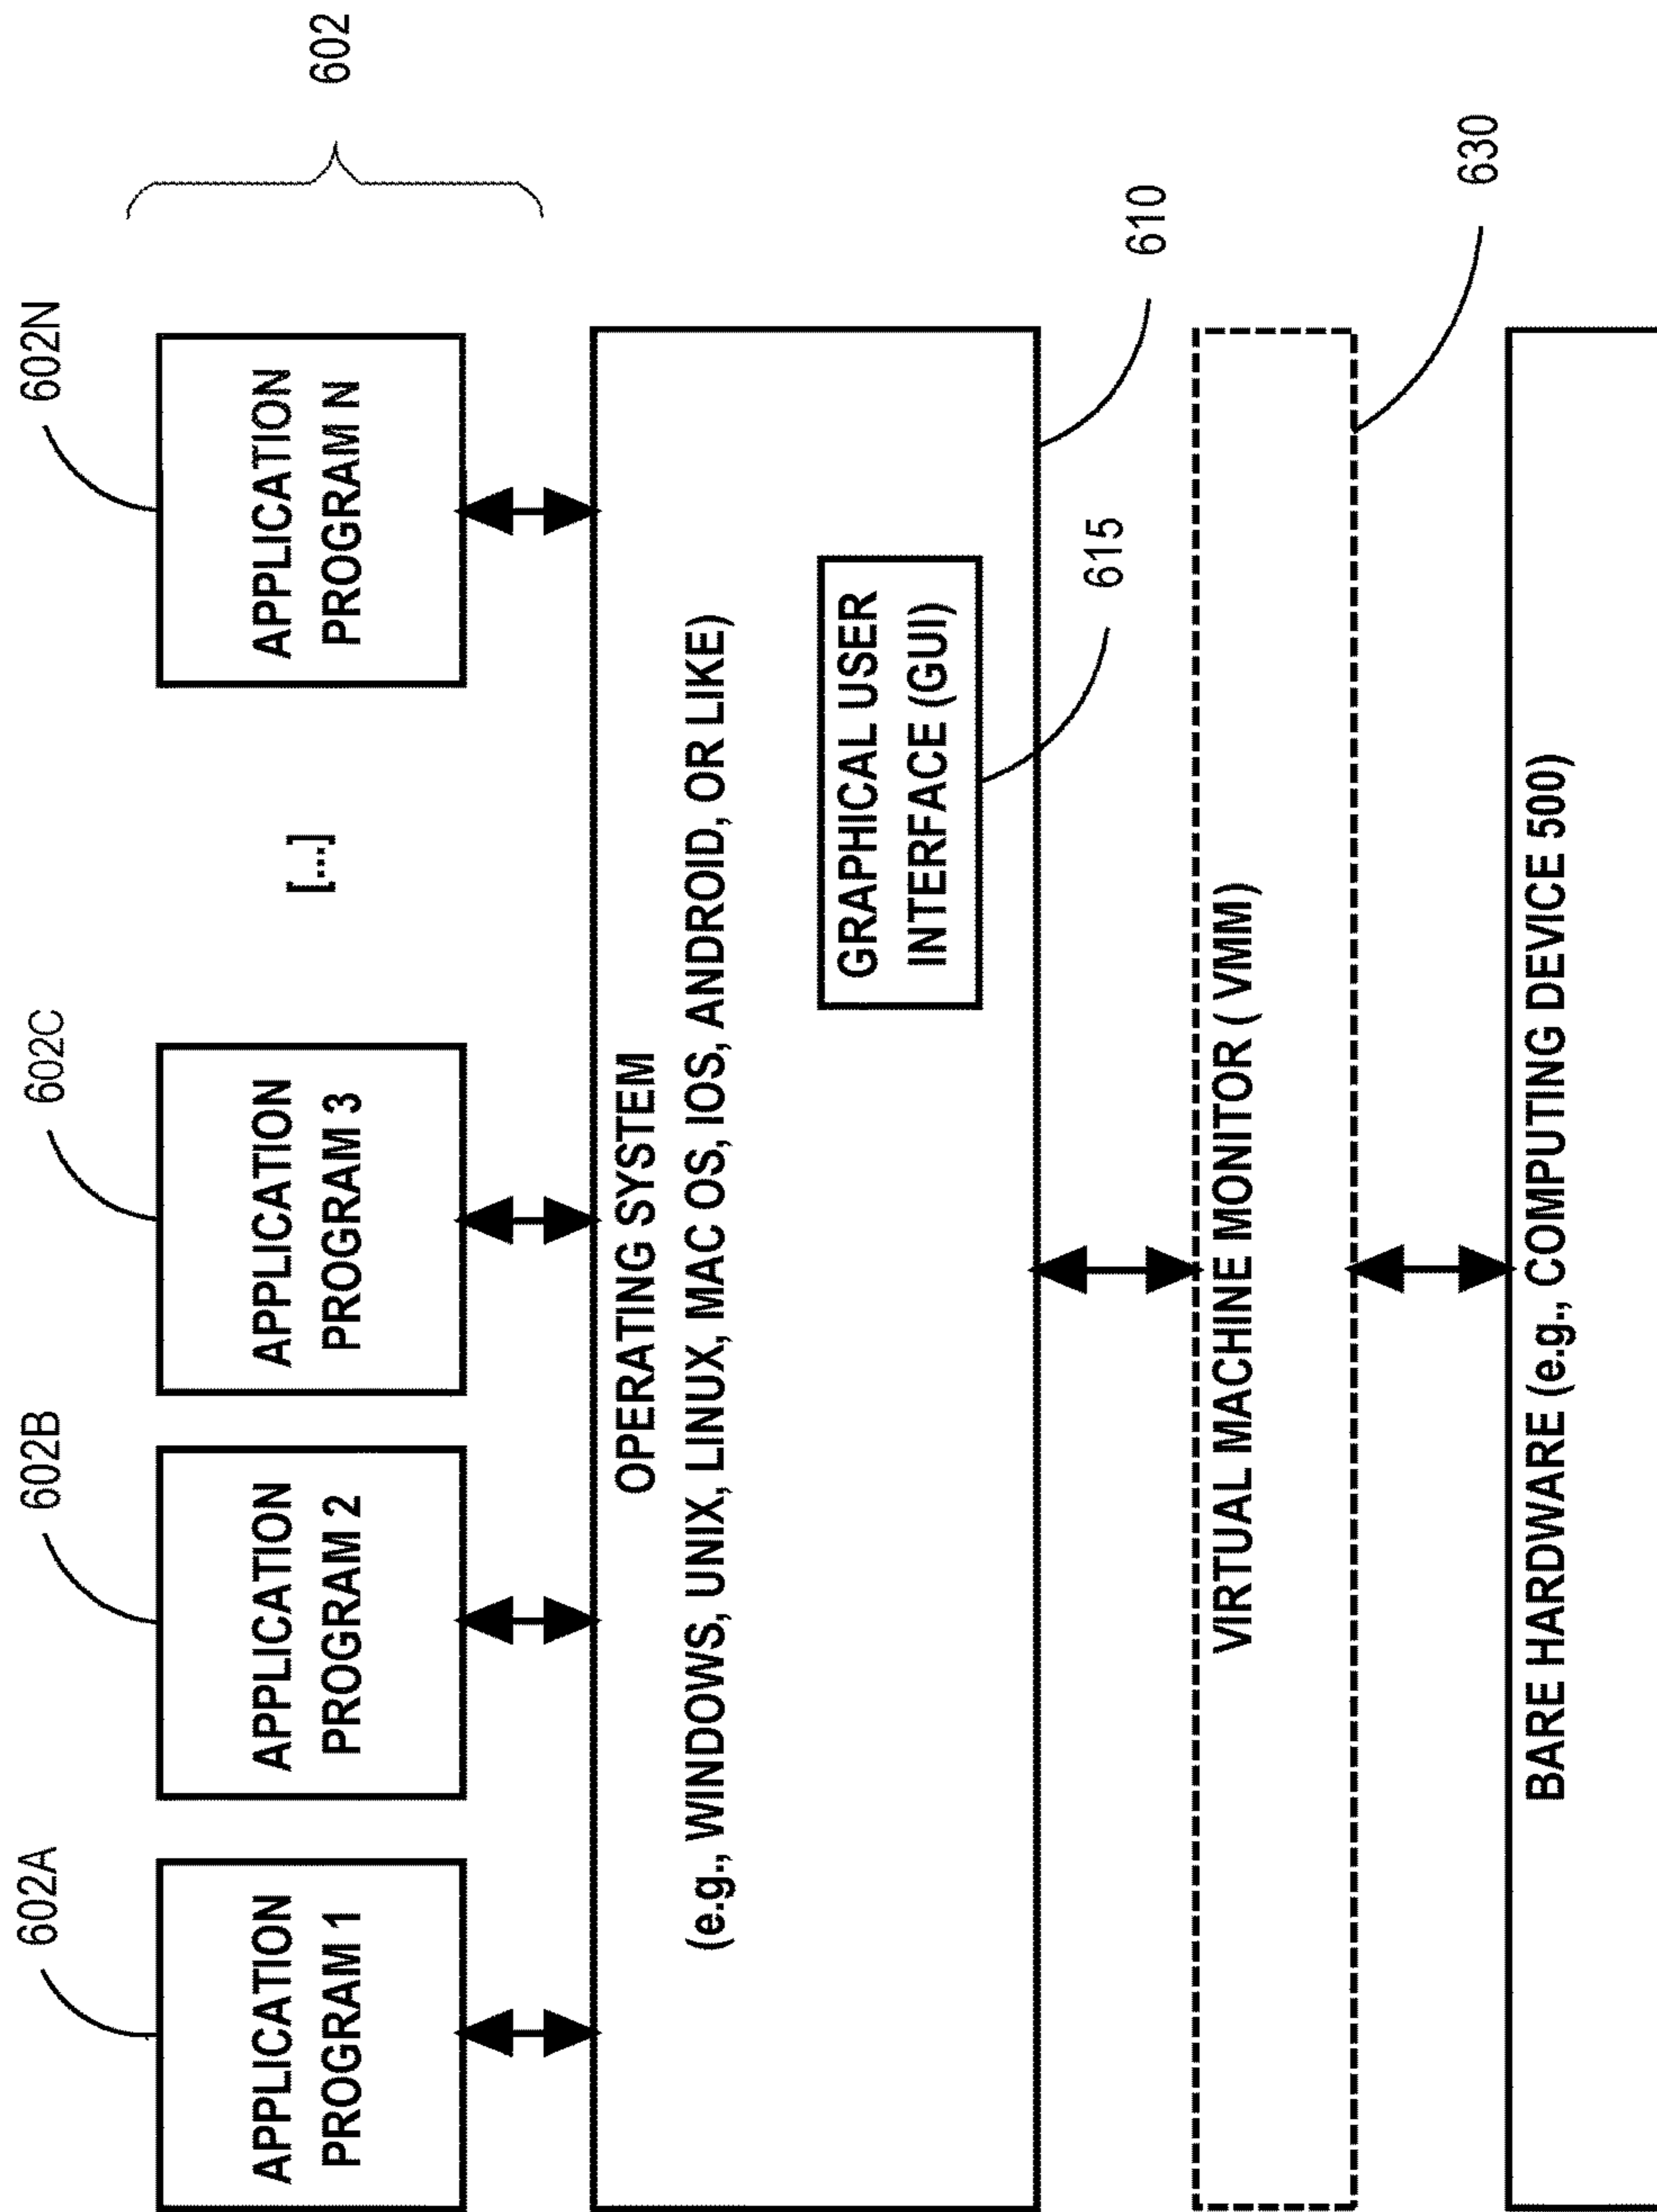 602
602A
602B
602C
602N
APPLICATION
PROGRAM 1
APPLICATION
PROGRAM 2
APPLICATION
PROGRAM 3
[...]
APPLICATION
PROGRAM N
OPERATING SYSTEM
(e.g., WINDOWS, UNIX, LINUX, MAC OS, IOS, ANDROID, OR LIKE)
GRAPHICAL USER
INTERFACE (GUI)
615
610
VIRTUAL MACHINE MONITOR ( VMM)
630
BARE HARDWARE (e.g., COMPUTING DEVICE 500)